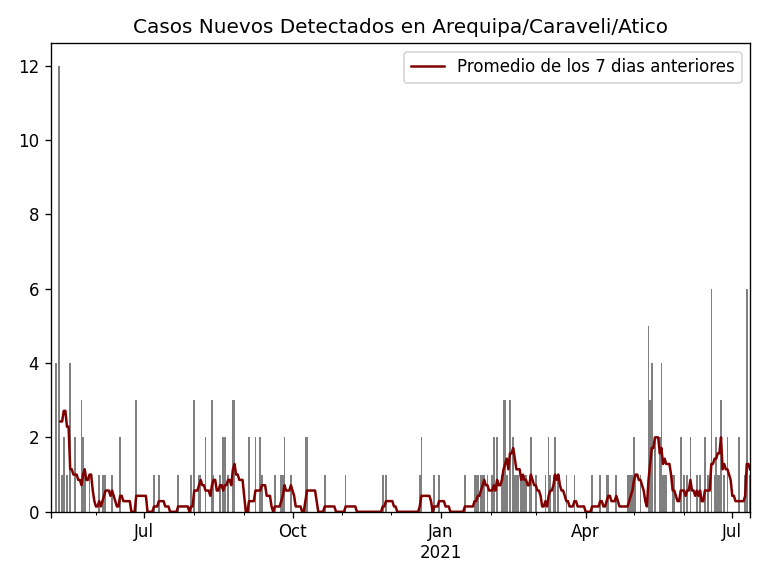 Casos Nuevos Detectados en Arequipa/Caraveli/Atico
Promedio de los 7 dias anteriores
12
10
8
6
4
2
0
Jul
Oct
Jan
2021
Apr
Jul